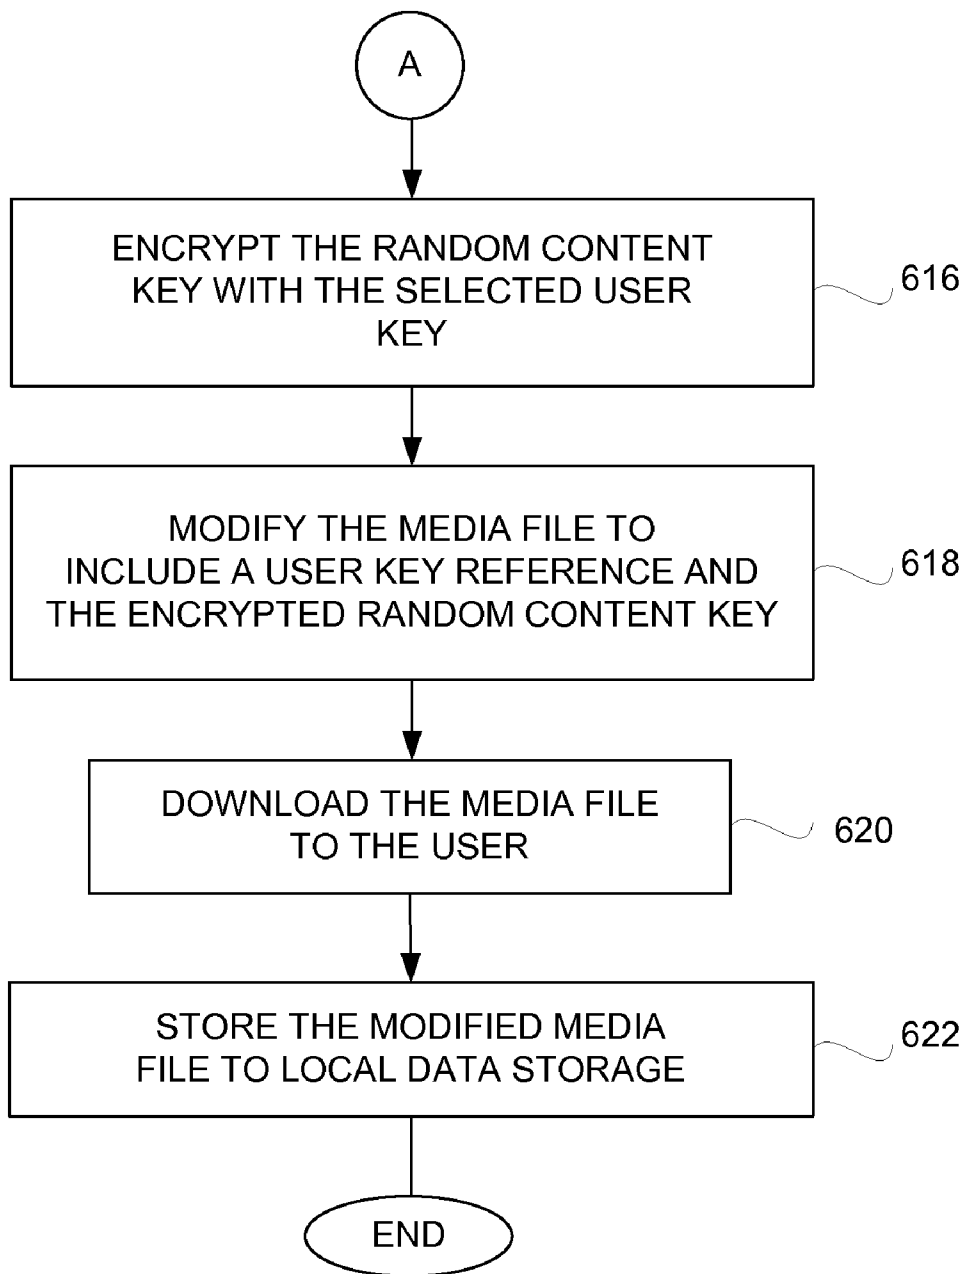 A
ENCRYPT THE RANDOM CONTENT
KEY WITH THE SELECTED USER
KEY
616
MODIFY THE MEDIA FILE TO
INCLUDE A USER KEY REFERENCE AND
THE ENCRYPTED RANDOM CONTENT KEY
618
DOWNLOAD THE MEDIA FILE
TO THE USER
620
STORE THE MODIFIED MEDIA
FILE TO LOCAL DATA STORAGE
622
END